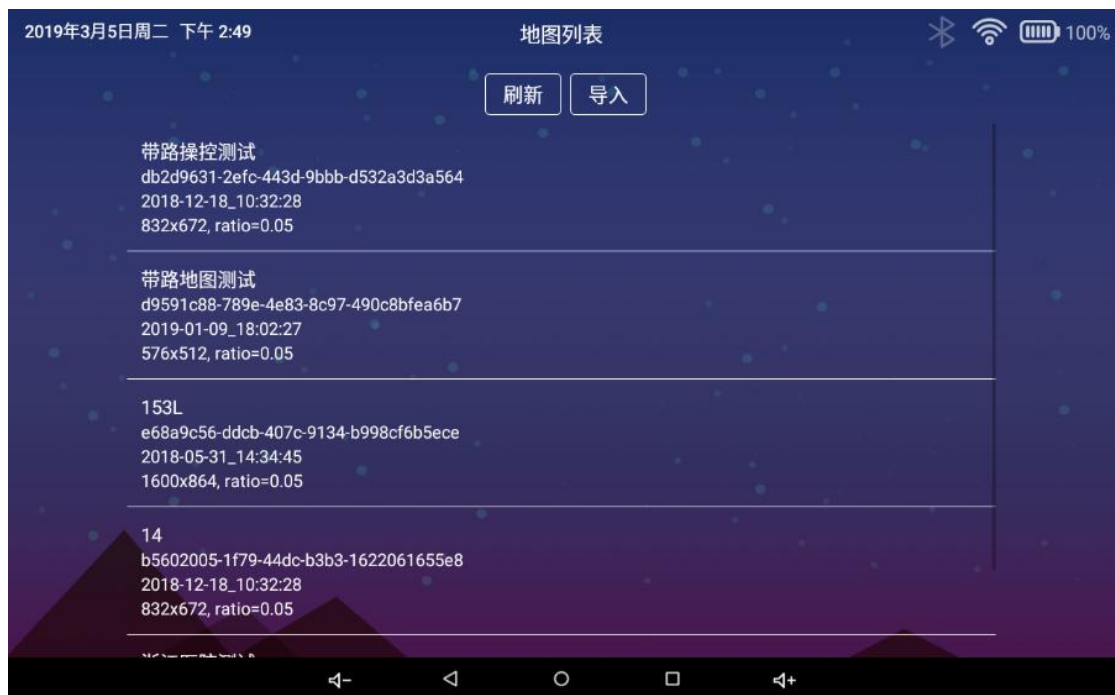 2019年3月5日周二 下午 2:49
地图列表
100%
刷新
导入
带路操控测试
db2d9631-2efc-443d-9bbb-d532a3d3a564
2018-12-18_10:32:28
832x672, ratio=0.05
带路地图测试
d9591c88-789e-4e83-8c97-490c8bfea6b7
2019-01-09_18:02:27
576x512, ratio=0.05
153L
e68a9c56-ddcb-407c-9134-b998cf6b5ece
2018-05-31_14:34:45
1600x864, ratio=0.05
14
b5602005-1f79-44dc-b3b3-1622061655e8
2018-12-18_10:32:28
832x672, ratio=0.05